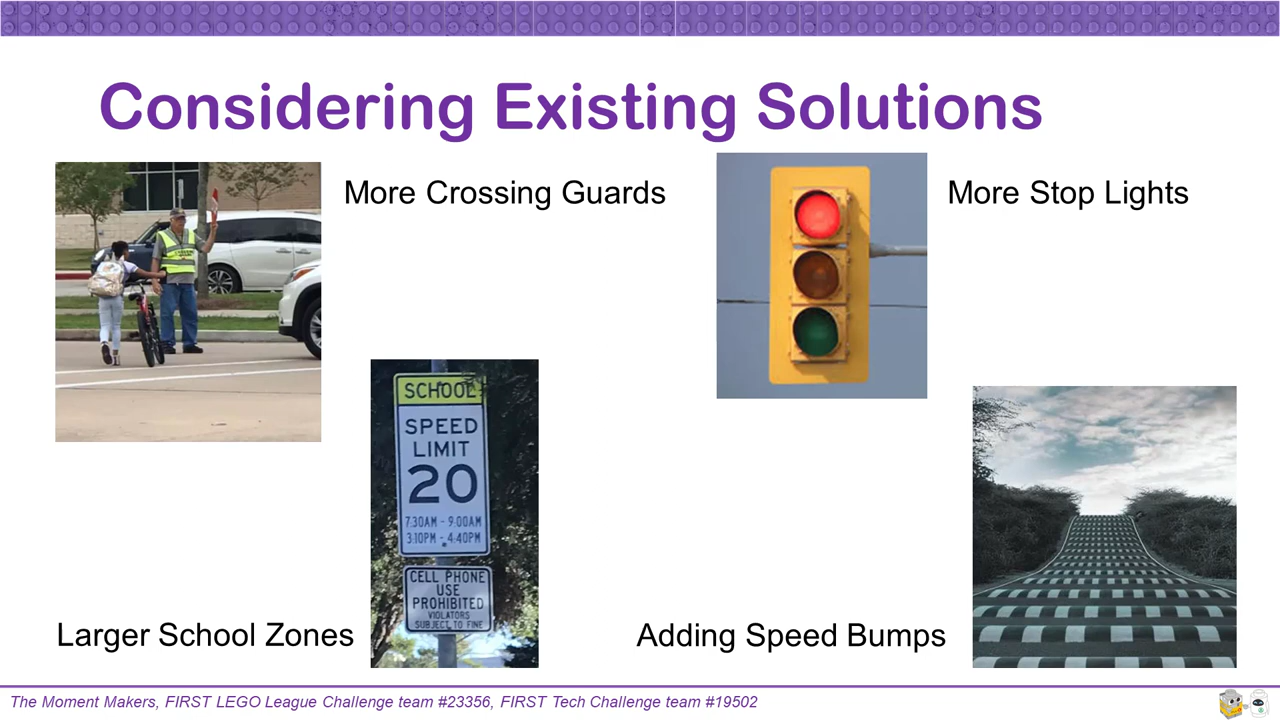 Considering Existing Solutions
More Crossing Guards
More Stop Lights
SCHOOL
SPEED
LIMIT
20
7:30AM - 9:00AM
3:10PM - 4:40PM
CELL PHONE
USE
PROHIBITED
VIOLATORS
SUBJECT TO FINE
Larger School Zones
Adding Speed Bumps
The Moment Makers, FIRST LEGO League Challenge team #23356, FIRST Tech Challenge team #19502